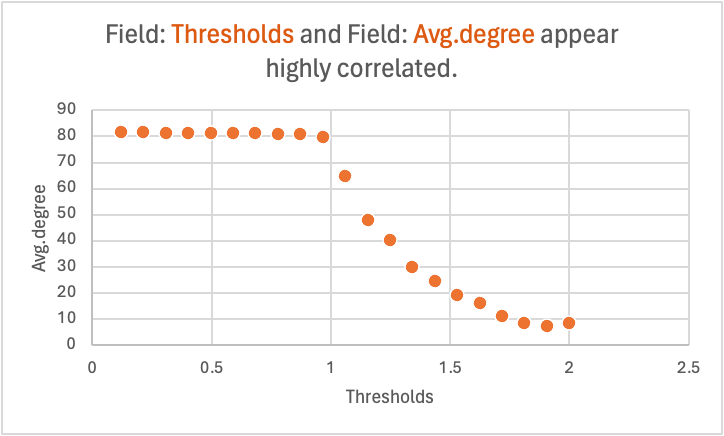 Field: Thresholds and Field: Avg.degree appear
highly correlated.
90
80
70
60
50
40
30
20
10
0
Avg.degree
0 0.5 1 1.5 2 2.5
Thresholds